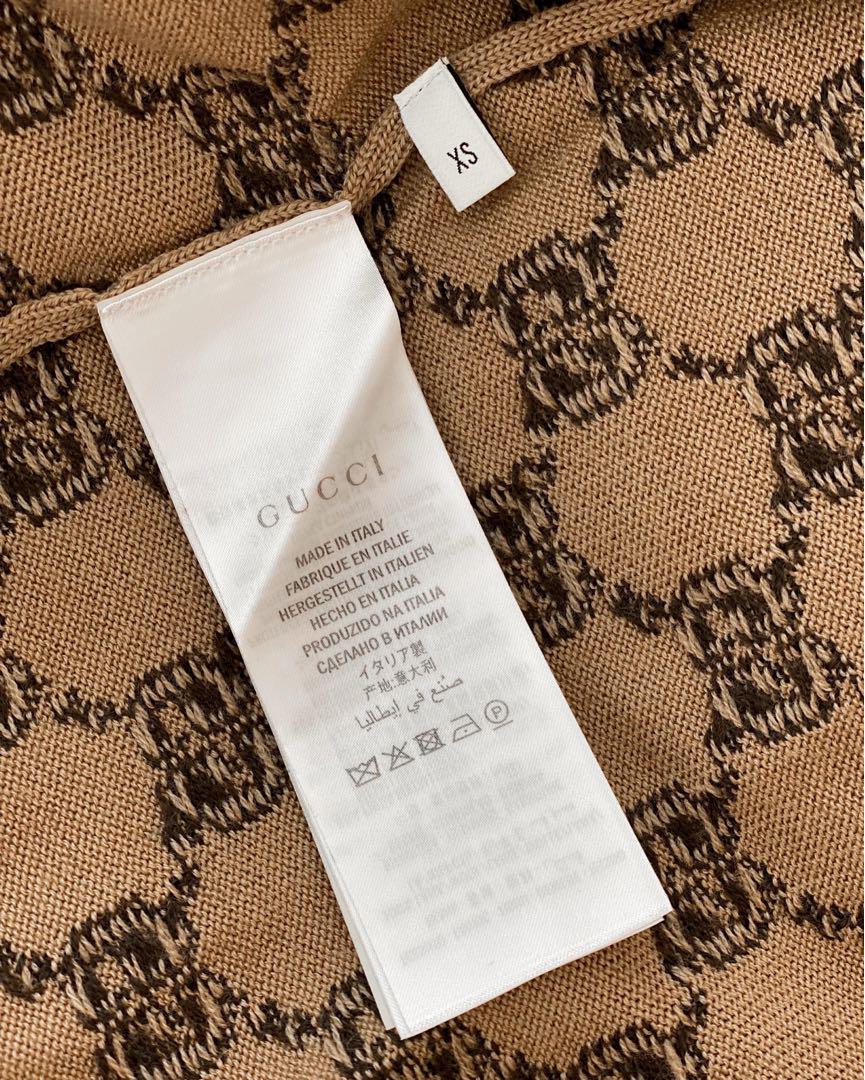 XS
GUCCI
MADE IN ITALY
FABRIQUE EN ITALIE
HERGESTELLT IN ITALIEN
HECHO EN ITALIA
PRODUZIDO NA ITALIA
СДЕЛАНО В ИТАЛИИ
イタリア製
产地:意大利
صنع في إيطاليا
P